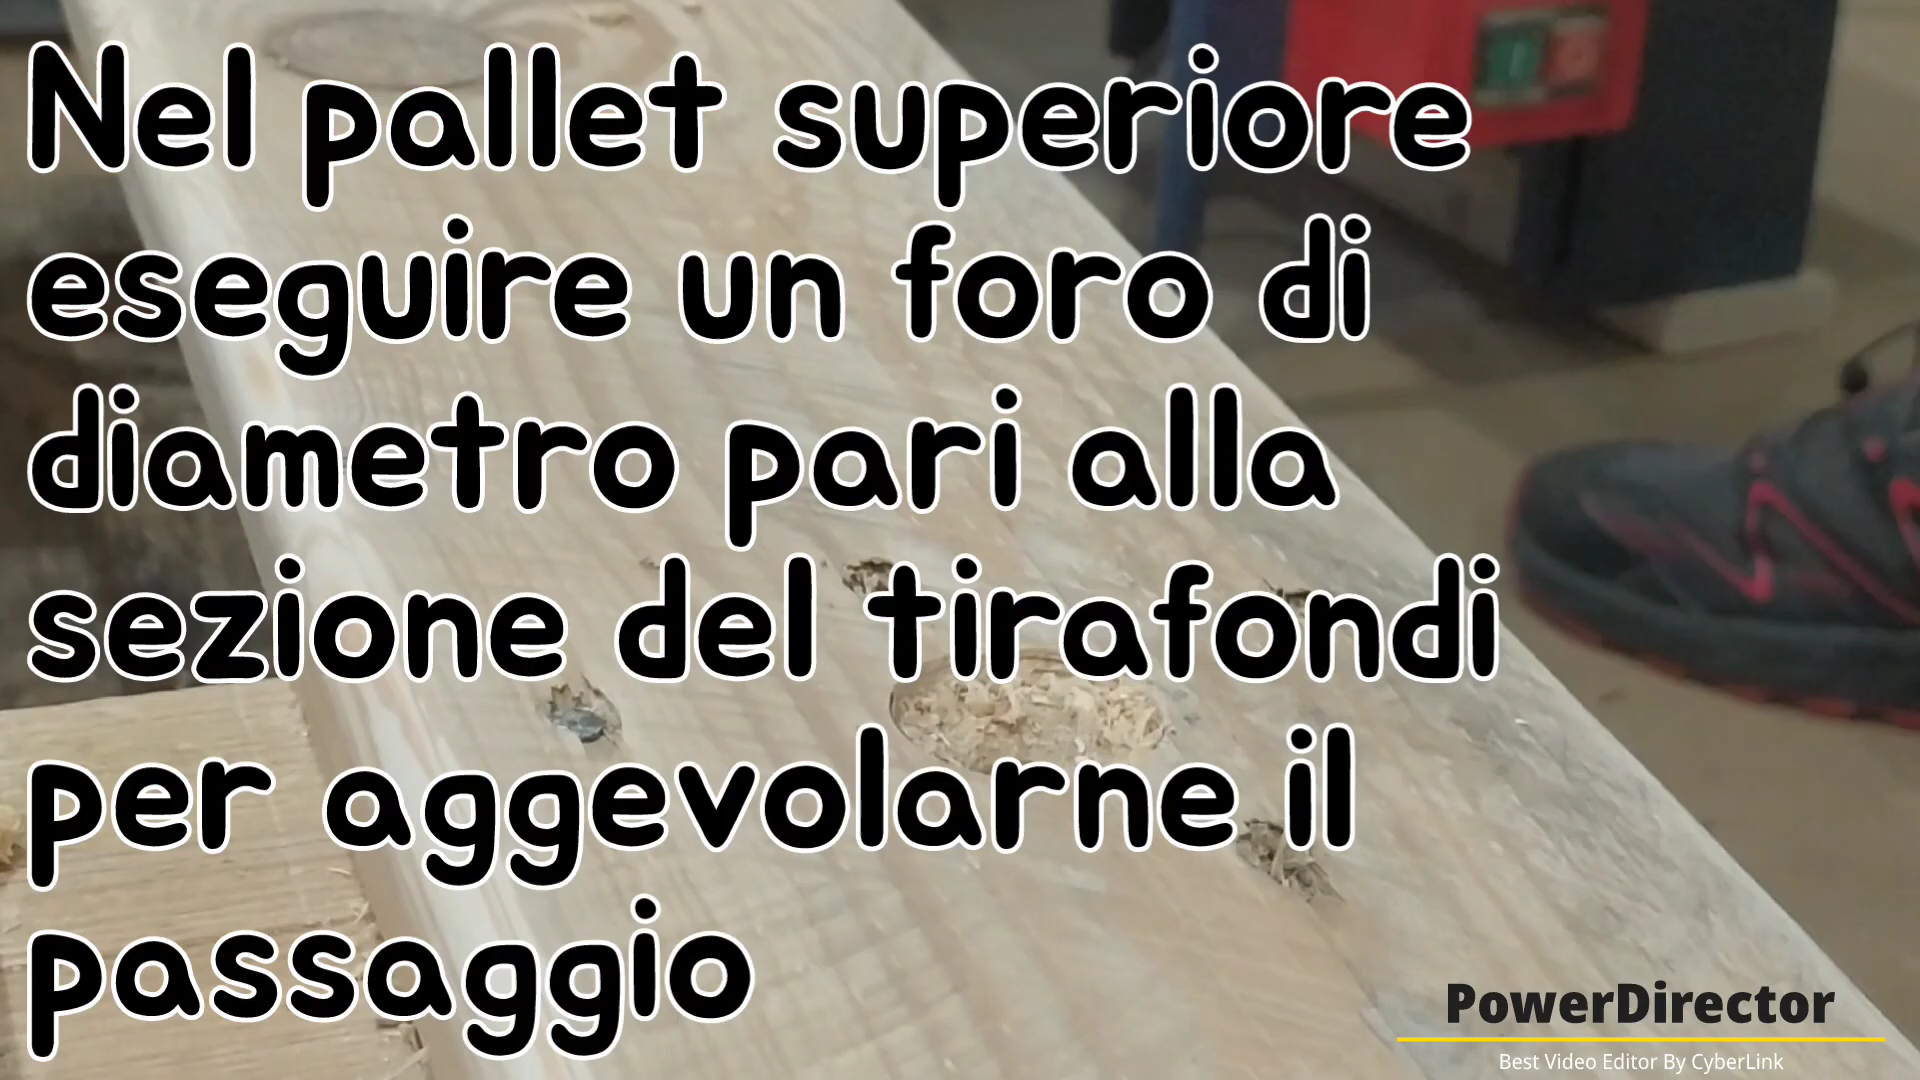 Nel pallet superiore
eseguire un foro di
diametro pari alla
sezione del tirafondi
per aggevolarne il
passaggio
PowerDirector
Best Video Editor By CyberLink